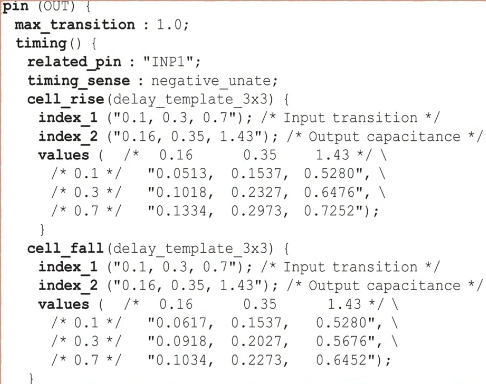 pin (OUT) {
max_transition : 1.0;
timing() {
related_pin : "INP1";
timing_sense : negative_unate;
cell_rise(delay_template_3x3) {
index_1 ("0.1, 0.3, 0.7"); /* Input transition */
index_2 ("0.16, 0.35, 1.43"); /* Output capacitance */
values ( /* 0.16 0.35 1.43 */ \
/* 0.1 */ "0.0513, 0.1537, 0.5280", \
/* 0.3 */ "0.1018, 0.2327, 0.6476", \
/* 0.7 */ "0.1334, 0.2973, 0.7252");
}
cell_fall(delay_template_3x3) {
index_1 ("0.1, 0.3, 0.7"); /* Input transition */
index_2 ("0.16, 0.35, 1.43"); /* Output capacitance */
values ( /* 0.16 0.35 1.43 */ \
/* 0.1 */ "0.0617, 0.1537, 0.5280", \
/* 0.3 */ "0.0918, 0.2027, 0.5676", \
/* 0.7 */ "0.1034, 0.2273, 0.6452");
}